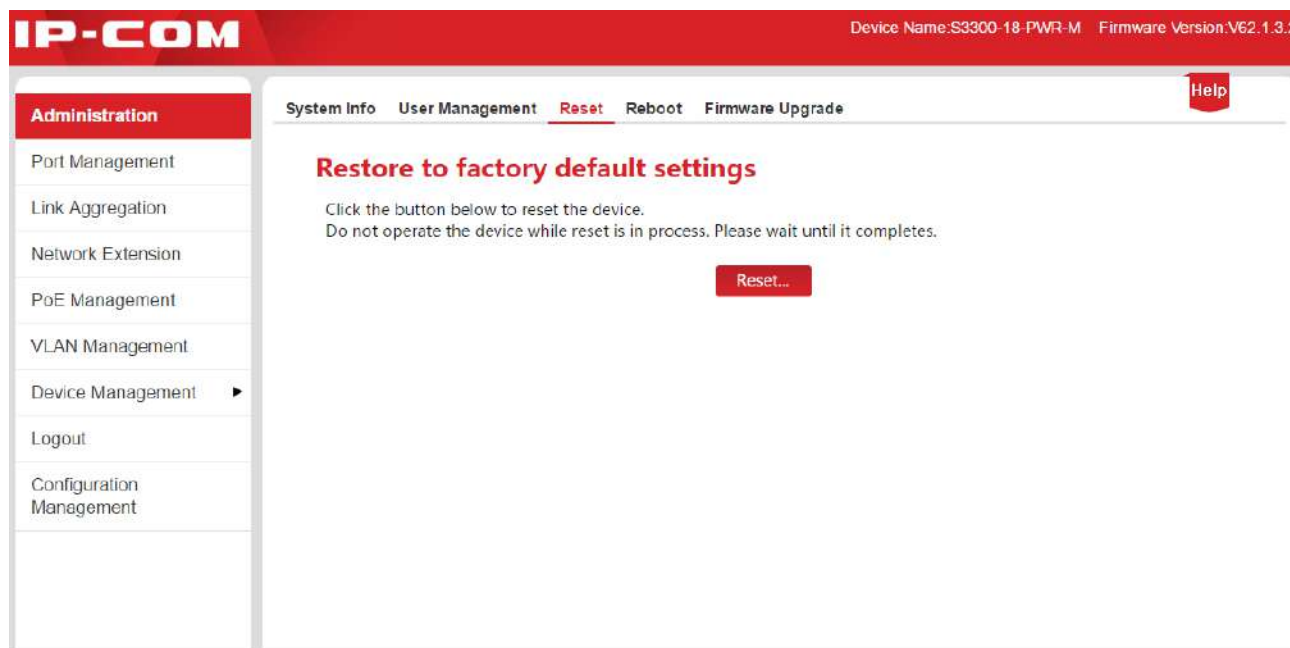 IP-COM
Device Name:S3300-18-PWR-M Firmware Version:V62.1.3.
Help
Administration
System Info User Management Reset Reboot Firmware Upgrade
Port Management
Link Aggregation
Network Extension
PoE Management
VLAN Management
Device Management
Logout
Configuration
Management
Restore to factory default settings
Click the button below to reset the device.
Do not operate the device while reset is in process. Please wait until it completes.
Reset...